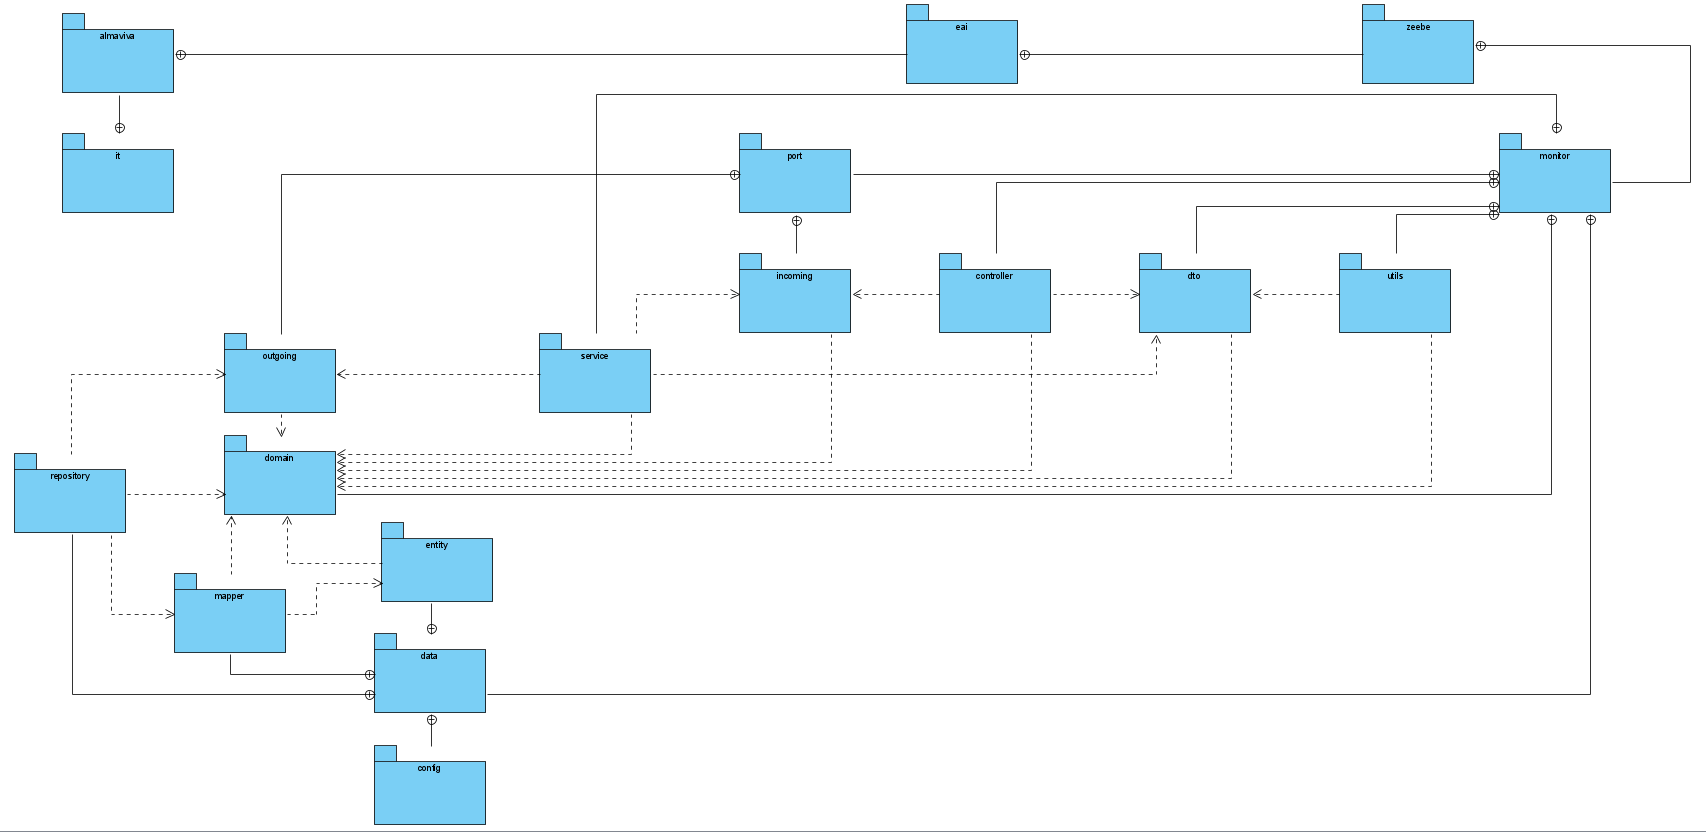 almaviva
eai
zeebe
it
port
monitor
incoming
controller
dto
utils
outgoing
service
domain
repository
entity
mapper
data
config